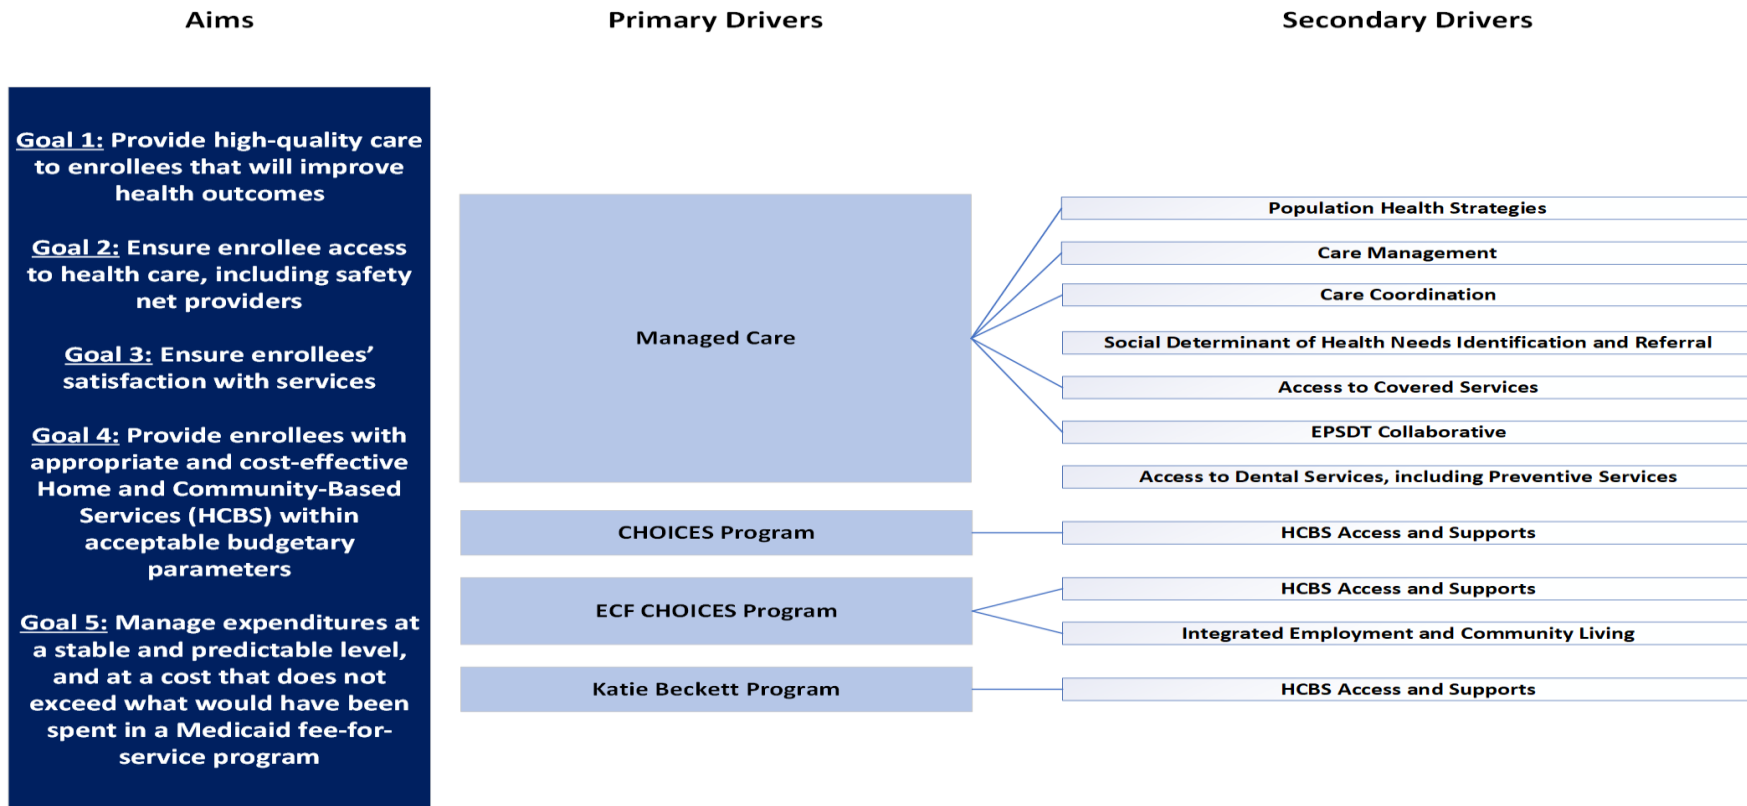 Aims
Primary Drivers
Secondary Drivers
Goal 1: Provide high-quality care
to enrollees that will improve
health outcomes
Goal 2: Ensure enrollee access
to health care, including safety
net providers
Goal 3: Ensure enrollees’
satisfaction with services
Goal 4: Provide enrollees with
appropriate and cost-effective
Home and Community-Based
Services (HCBS) within
acceptable budgetary
parameters
Goal 5: Manage expenditures at
a stable and predictable level,
and at a cost that does not
exceed what would have been
spent in a Medicaid fee-for-
service program
Managed Care
Population Health Strategies
Care Management
Care Coordination
Social Determinant of Health Needs Identification and Referral
Access to Covered Services
EPSDT Collaborative
Access to Dental Services, including Preventive Services
CHOICES Program
HCBS Access and Supports
ECF CHOICES Program
HCBS Access and Supports
Integrated Employment and Community Living
Katie Beckett Program
HCBS Access and Supports